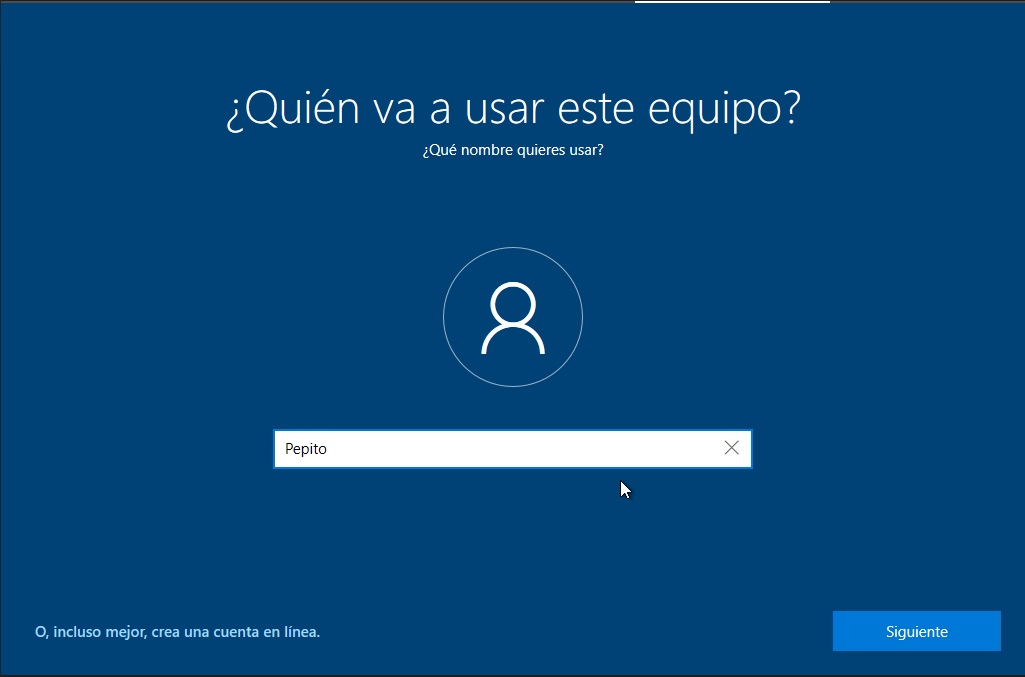 ¿Quién va a usar este equipo?
¿Qué nombre quieres usar?
Pepito
O, incluso mejor, crea una cuenta en línea.
Siguiente